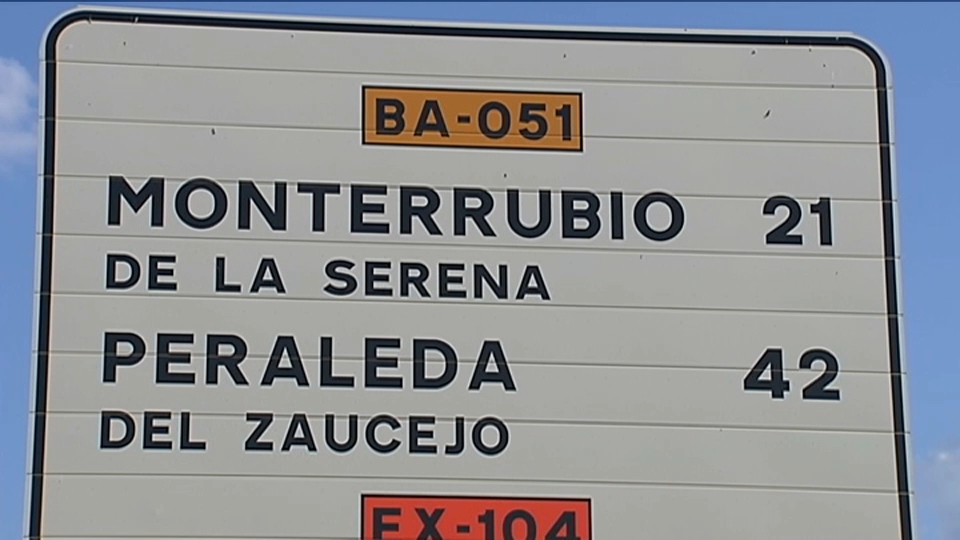 BA-051
MONTERRUBIO 21
DE LA SERENA
PERALEDA 42
DEL ZAUCEJO
EX-104